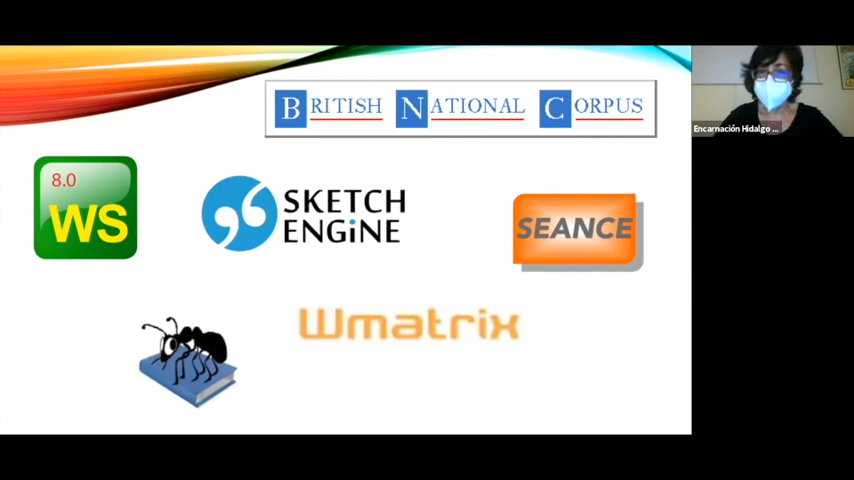 BRITISH NATIONAL CORPUS
Encarnación Hidalgo ...
8.0
WS
SKETCH
ENGiNE
SEANCE
Wmatrix